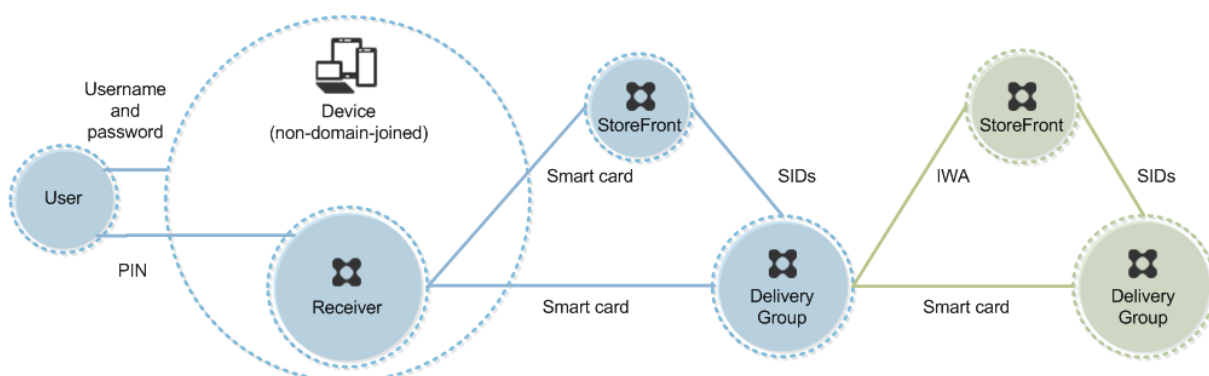 Username
and
password
Device
(non-domain-joined)
StoreFront
StoreFront
Smart card
SIDs
IWA
SIDs
User
PIN
Receiver
Smart card
Delivery
Group
Smart card
Delivery
Group